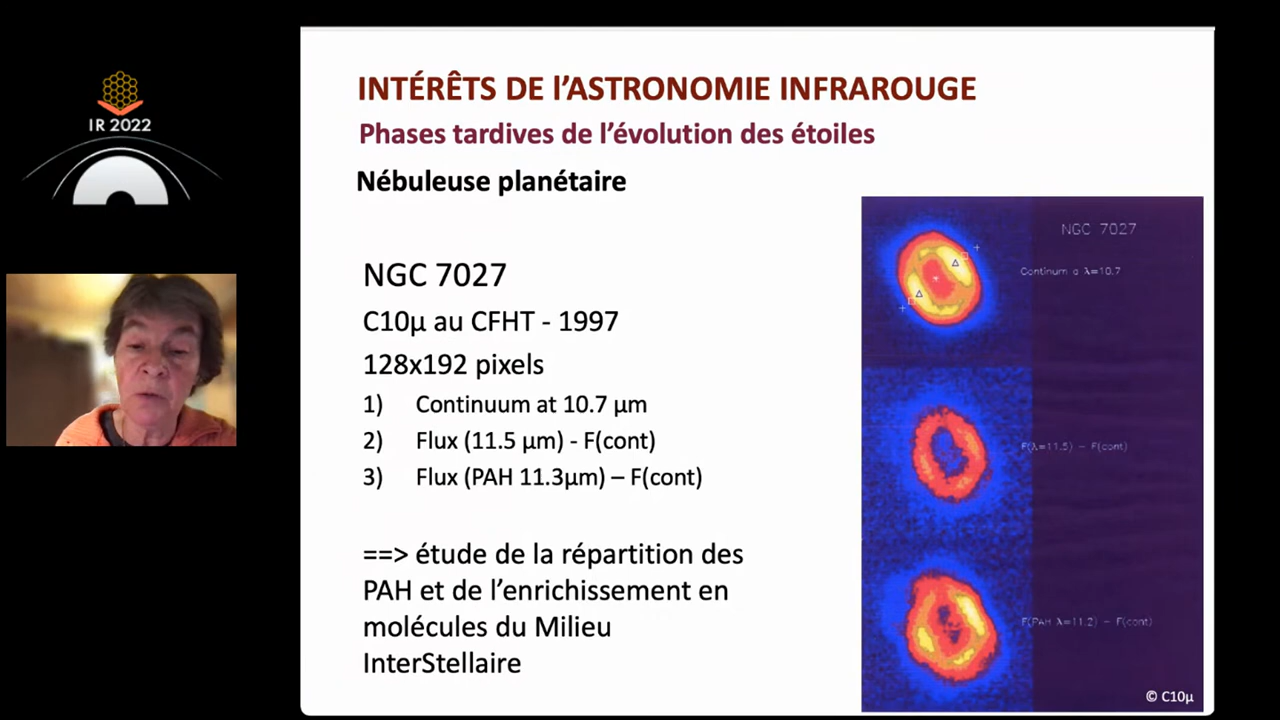 IR 2022
INTÉRÊTS DE l’ASTRONOMIE INFRAROUGE
Phases tardives de l’évolution des étoiles
Nébuleuse planétaire
NGC 7027
C10µ au CFHT - 1997
128x192 pixels
1) Continuum at 10.7 µm
2) Flux (11.5 µm) - F(cont)
3) Flux (PAH 11.3µm) – F(cont)
==> étude de la répartition des
PAH et de l’enrichissement en
molécules du Milieu
InterStellaire
NGC 7027
Continum a λ=10.7
F(λ=11.5) – F(cont)
F(PAH λ=11.2) – F(cont)
© C10µ